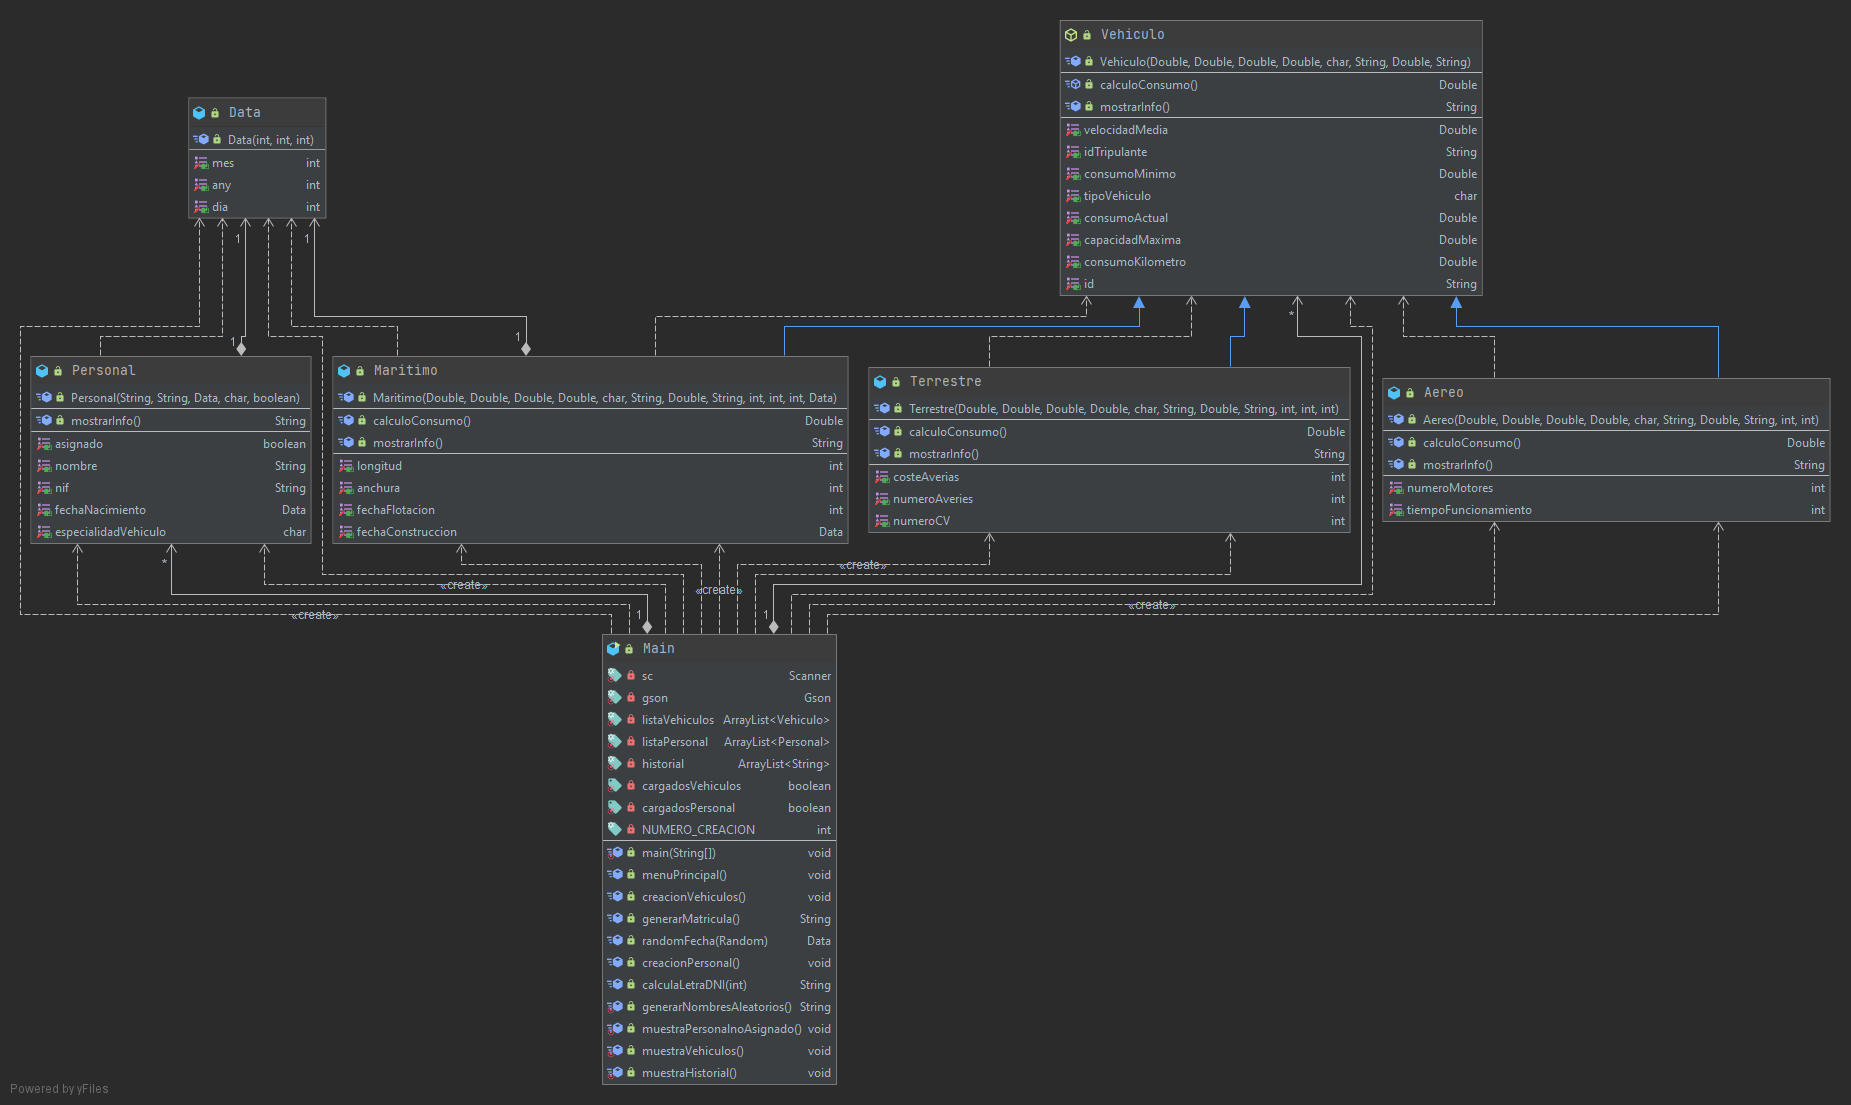 Vehiculo
Vehiculo(Double, Double, Double, Double, char, String, Double, String)
calculoConsumo() Double
mostrarInfo() String
velocidadMedia Double
idTripulante String
consumoMinimo Double
tipoVehiculo char
consumoActual Double
capacidadMaxima Double
consumoKilometro Double
id String
Data
Data(int, int, int)
mes int
any int
dia int
1
1
*
1
1
Personal
Personal(String, String, Data, char, boolean)
mostrarInfo() String
asignado boolean
nombre String
nif String
fechaNacimiento Data
especialidadVehiculo char
Maritimo
Maritimo(Double, Double, Double, Double, char, String, Double, String, int, int, int, Data)
calculoConsumo() Double
mostrarInfo() String
longitud int
anchura int
fechaFlotacion int
fechaConstruccion Data
Terrestre
Terrestre(Double, Double, Double, Double, char, String, Double, String, int, int, int)
calculoConsumo() Double
mostrarInfo() String
costeAverias int
numeroAveries int
numeroCV int
Aereo
Aereo(Double, Double, Double, Double, char, String, Double, String, int, int)
calculoConsumo() Double
mostrarInfo() String
numeroMotores int
tiempoFuncionamiento int
*
«create»
«create»
«create»
«create»
«create»
1
1
Main
sc Scanner
gson Gson
listaVehiculos ArrayList<Vehiculo>
listaPersonal ArrayList<Personal>
historial ArrayList<String>
cargadosVehiculos boolean
cargadosPersonal boolean
NUMERO_CREACION int
main(String[]) void
menuPrincipal() void
creacionVehiculos() void
generarMatricula() String
randomFecha(Random) Data
creacionPersonal() void
calculaLetraDNI(int) String
generarNombresAleatorios() String
muestraPersonalnoAsignado() void
muestraVehiculos() void
muestraHistorial() void
Powered by yFiles